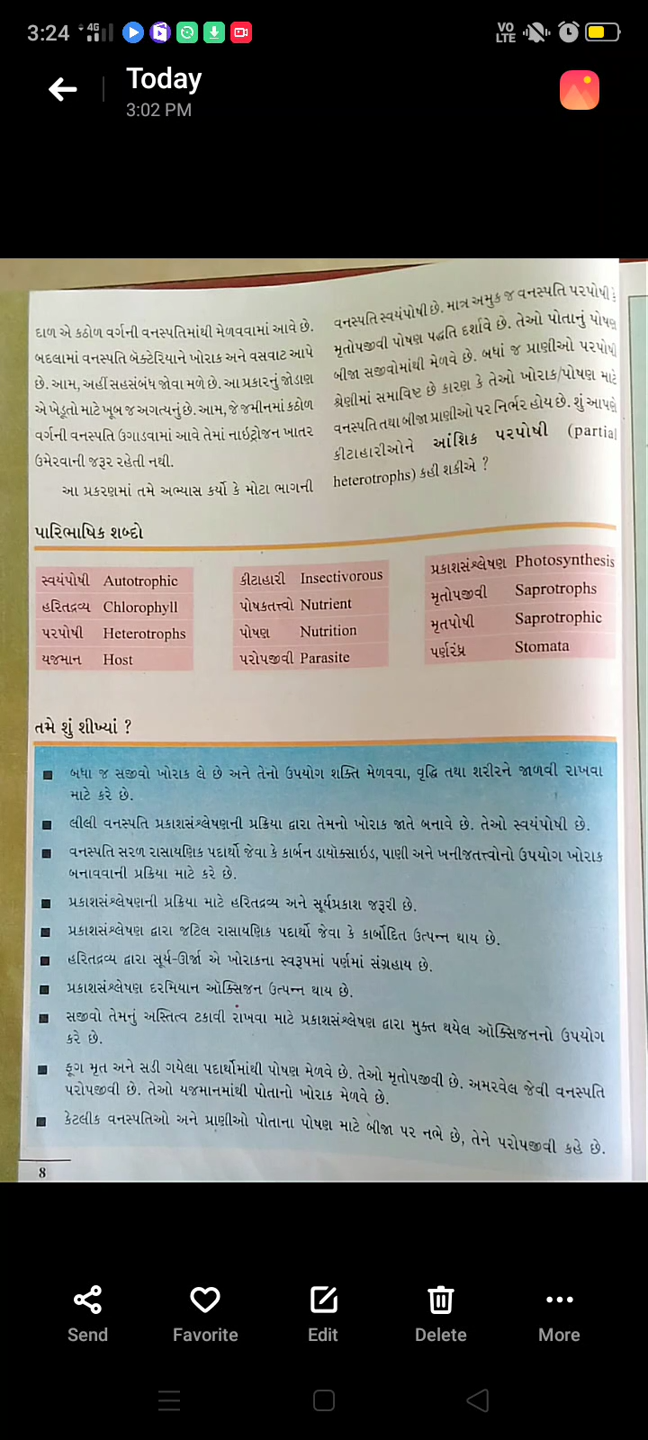 3:24
4G
VO
LTE
Today
3:02 PM
દાળ એ કઠોળ વર્ગની વનસ્પતિમાંથી મેળવવામાં આવે છે.
બદલામાં વનસ્પતિ બૅક્ટેરિયાને ખોરાક અને વસવાટ આપે
છે. આમ, અહીં સહસંબંધ જોવા મળે છે. આ પ્રકારનું જોડાણ
એ ખેડૂતો માટે ખૂબ જ અગત્યનું છે. આમ, જે જમીનમાં કઠોળ
વર્ગની વનસ્પતિ ઉગાડવામાં આવે તેમાં નાઇટ્રોજન ખાતર
ઉમેરવાની જરૂર રહેતી નથી.
આ પ્રકરણમાં તમે અભ્યાસ કર્યો કે મોટા ભાગની
વનસ્પતિ સ્વયંપોષી છે. માત્ર અમુક જ વનસ્પતિ પરપોષી કે
મૃતોપજીવી પોષણ પદ્ધતિ દર્શાવે છે. તેઓ પોતાનું પોષણ
બીજા સજીવોમાંથી મેળવે છે. બધાં જ પ્રાણીઓ પરપોષી
શ્રેણીમાં સમાવિષ્ટ છે કારણ કે તેઓ ખોરાક/પોષણ માટે
વનસ્પતિ તથા બીજા પ્રાણીઓ પર નિર્ભર હોય છે. શું આપણે
કીટાહારીઓને આંશિક પરપોષી (partial
heterotrophs) કહી શકીએ ?
પારિભાષિક શબ્દો
સ્વયંપોષી Autotrophic
હરિતદ્રવ્ય Chlorophyll
પરપોષી Heterotrophs
યજમાન Host
કીટાહારી Insectivorous
પોષકતત્ત્વો Nutrient
પોષણ Nutrition
પરોપજીવી Parasite
પ્રકાશસંશ્લેષણ Photosynthesis
મૃતોપજીવી Saprotrophs
મૃતપોષી Saprotrophic
પર્ણરંધ્ર Stomata
તમે શું શીખ્યાં ?
■ બધા જ સજીવો ખોરાક લે છે અને તેનો ઉપયોગ શક્તિ મેળવવા, વૃદ્ધિ તથા શરીરને જાળવી રાખવા
માટે કરે છે.
■ લીલી વનસ્પતિ પ્રકાશસંશ્લેષણની પ્રક્રિયા દ્વારા તેમનો ખોરાક જાતે બનાવે છે. તેઓ સ્વયંપોષી છે.
■ વનસ્પતિ સરળ રાસાયણિક પદાર્થો જેવા કે કાર્બન ડાયોક્સાઇડ, પાણી અને ખનીજતત્ત્વોનો ઉપયોગ ખોરાક
બનાવવાની પ્રક્રિયા માટે કરે છે.
■ પ્રકાશસંશ્લેષણની પ્રક્રિયા માટે હરિતદ્રવ્ય અને સૂર્યપ્રકાશ જરૂરી છે.
■ પ્રકાશસંશ્લેષણ દ્વારા જટિલ રાસાયણિક પદાર્થો જેવા કે કાર્બોદિત ઉત્પન્ન થાય છે.
■ હરિતદ્રવ્ય દ્વારા સૂર્ય-ઊર્જા એ ખોરાકના સ્વરૂપમાં પર્ણમાં સંગ્રહાય છે.
■ પ્રકાશસંશ્લેષણ દરમિયાન ઑક્સિજન ઉત્પન્ન થાય છે.
■ સજીવો તેમનું અસ્તિત્વ ટકાવી રાખવા માટે પ્રકાશસંશ્લેષણ દ્વારા મુક્ત થયેલ ઑક્સિજનનો ઉપયોગ
કરે છે.
■ ફૂગ મૃત અને સડી ગયેલા પદાર્થોમાંથી પોષણ મેળવે છે. તેઓ મૃતોપજીવી છે. અમરવેલ જેવી વનસ્પતિ
પરોપજીવી છે. તેઓ યજમાનમાંથી પોતાનો ખોરાક મેળવે છે.
■ કેટલીક વનસ્પતિઓ અને પ્રાણીઓ પોતાના પોષણ માટે બીજા પર નભે છે, તેને પરોપજીવી કહે છે.
8
Send
Favorite
Edit
Delete
More